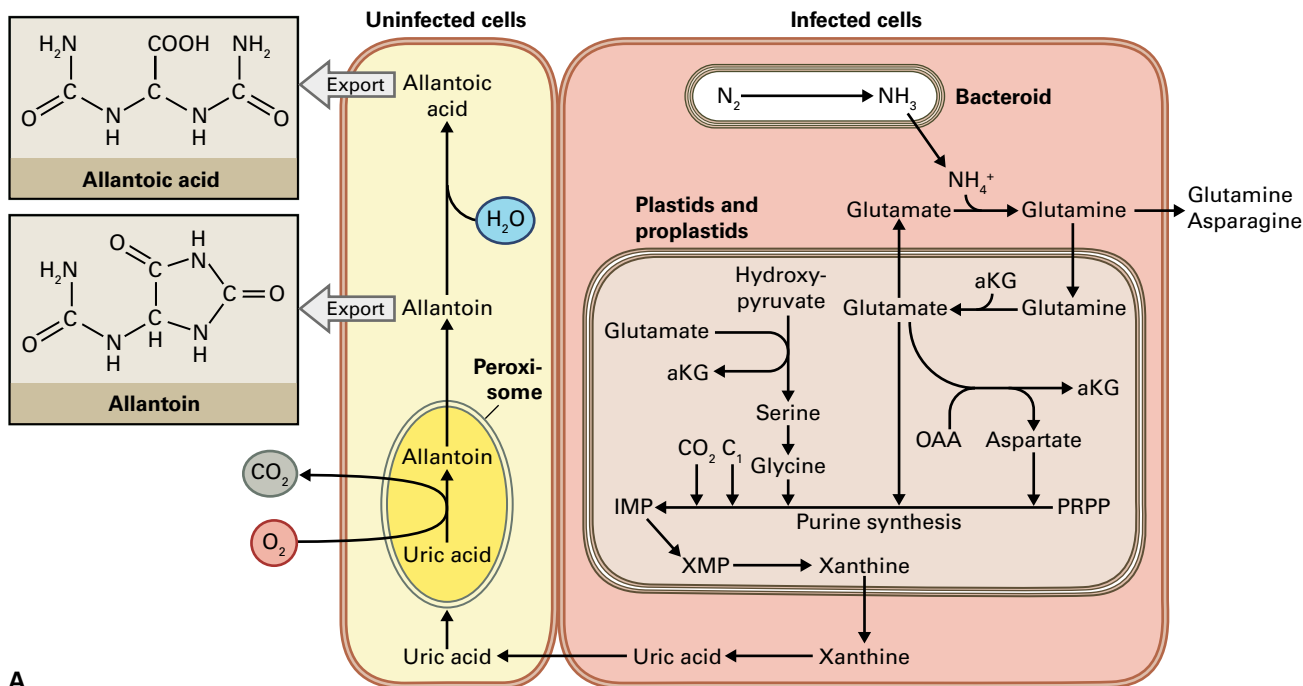 Uninfected cells
Infected cells
H₂N
COOH
NH₂
C
C
C
O
N
H
N
H
O
Allantoic acid
Export
Allantoic
acid
H₂O
H₂N
O
H
N
C
C
C
O
O
N
H
C
H
N
H
Allantoin
Export
Allantoin
Peroxi-
some
Allantoin
Uric acid
CO₂
O₂
Uric acid
N₂
NH₃
Bacteroid
NH₄⁺
Glutamate
Glutamine
Glutamine
Asparagine
Plastids and
proplastids
Hydroxy-
pyruvate
aKG
Glutamate
Glutamine
Glutamate
aKG
aKG
Serine
OAA
Aspartate
CO₂
C₁
Glycine
IMP
Purine synthesis
PRPP
XMP
Xanthine
Uric acid
Xanthine
A